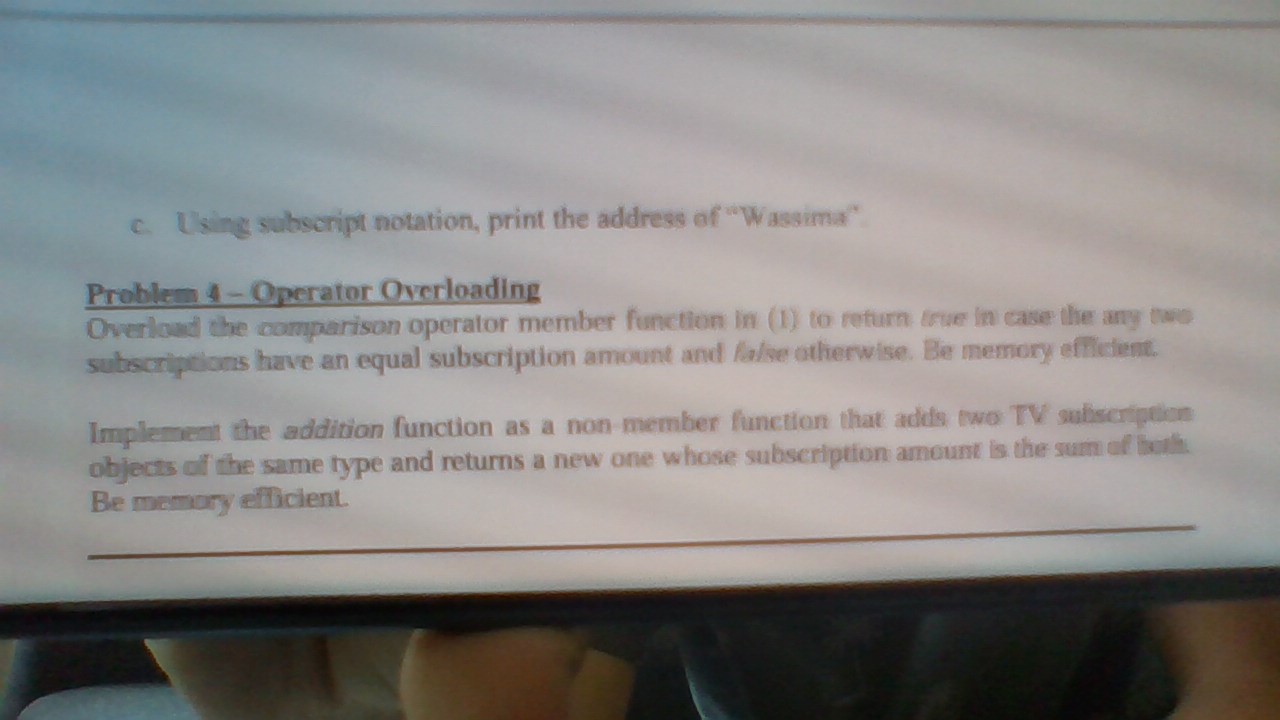 c. Using subscript notation, print the address of "Wassima".
Problem 4 – Operator Overloading
Overload the comparison operator member function in (1) to return true in case the any two
subscriptions have an equal subscription amount and false otherwise. Be memory efficient.
Implement the addition function as a non-member function that adds two TV subscription
objects of the same type and returns a new one whose subscription amount is the sum of both.
Be memory efficient.